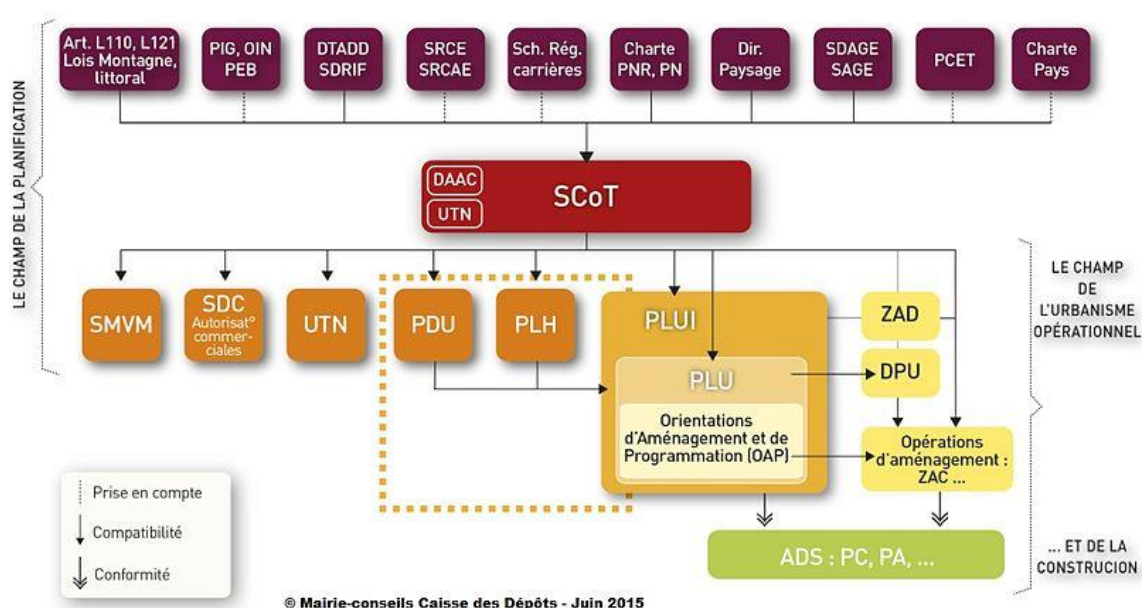 Art. L110, L121
Lois Montagne,
littoral
PIG, OIN
PEB
DTADD
SDRIF
SRCE
SRCAE
Sch. Rég.
carrières
Charte
PNR, PN
Dir.
Paysage
SDAGE
SAGE
PCET
Charte
Pays
LE CHAMP DE LA PLANIFICATION
DAAC
UTN
SCoT
SMVM
SDC
Autorisat°
commer-
ciales
UTN
PDU
PLH
PLUI
PLU
Orientations
d'Aménagement et de
Programmation (OAP)
ZAD
DPU
Opérations
d'aménagement :
ZAC ...
LE CHAMP
DE
L'URBANISME
OPÉRATIONNEL
Prise en compte
Compatibilité
Conformité
ADS : PC, PA, ...
... ET DE LA
CONSTRUCION
© Mairie-conseils Caisse des Dépôts - Juin 2015